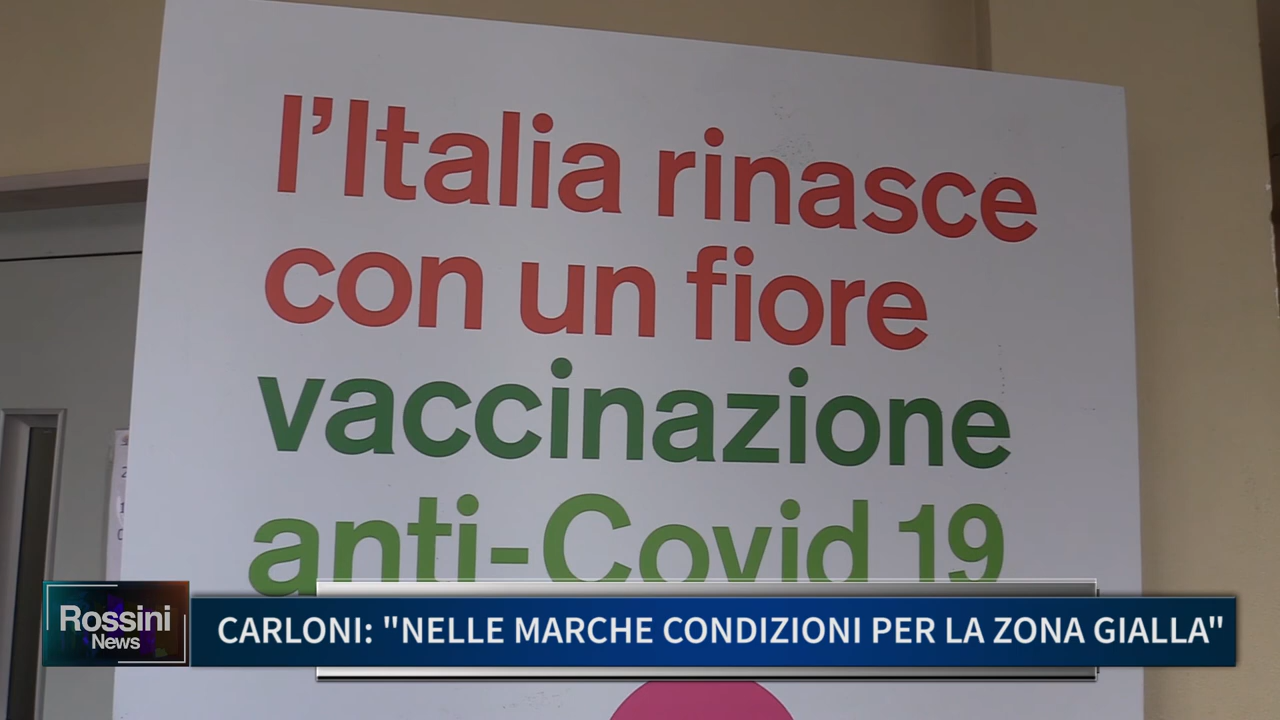 l'Italia rinasce
con un fiore
vaccinazione
anti-Covid 19
Rossini
News
CARLONI: "NELLE MARCHE CONDIZIONI PER LA ZONA GIALLA"